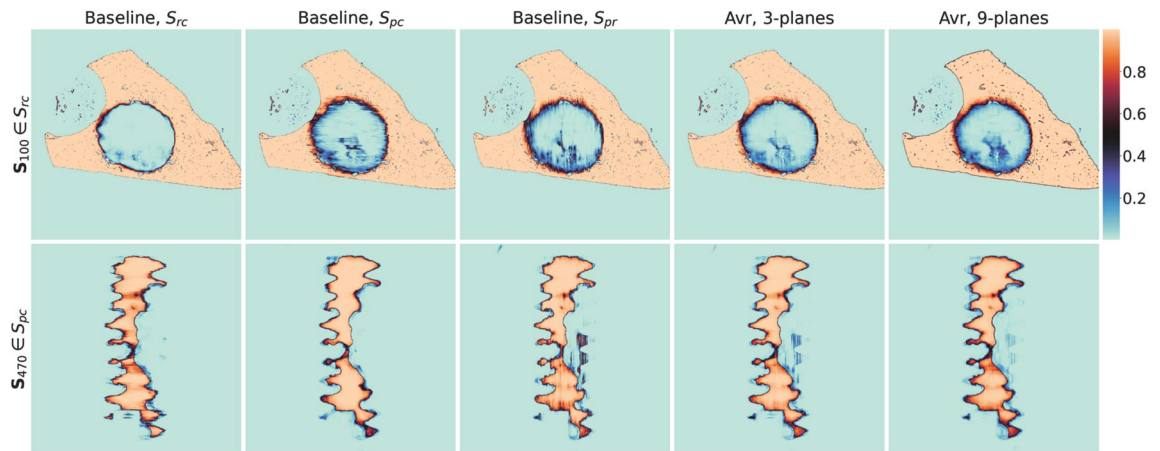 Baseline, S_rc
Baseline, S_pc
Baseline, S_pr
Avr, 3-planes
Avr, 9-planes
S_100 ∈ S_rc
0.8
0.6
0.4
0.2
S_470 ∈ S_pc